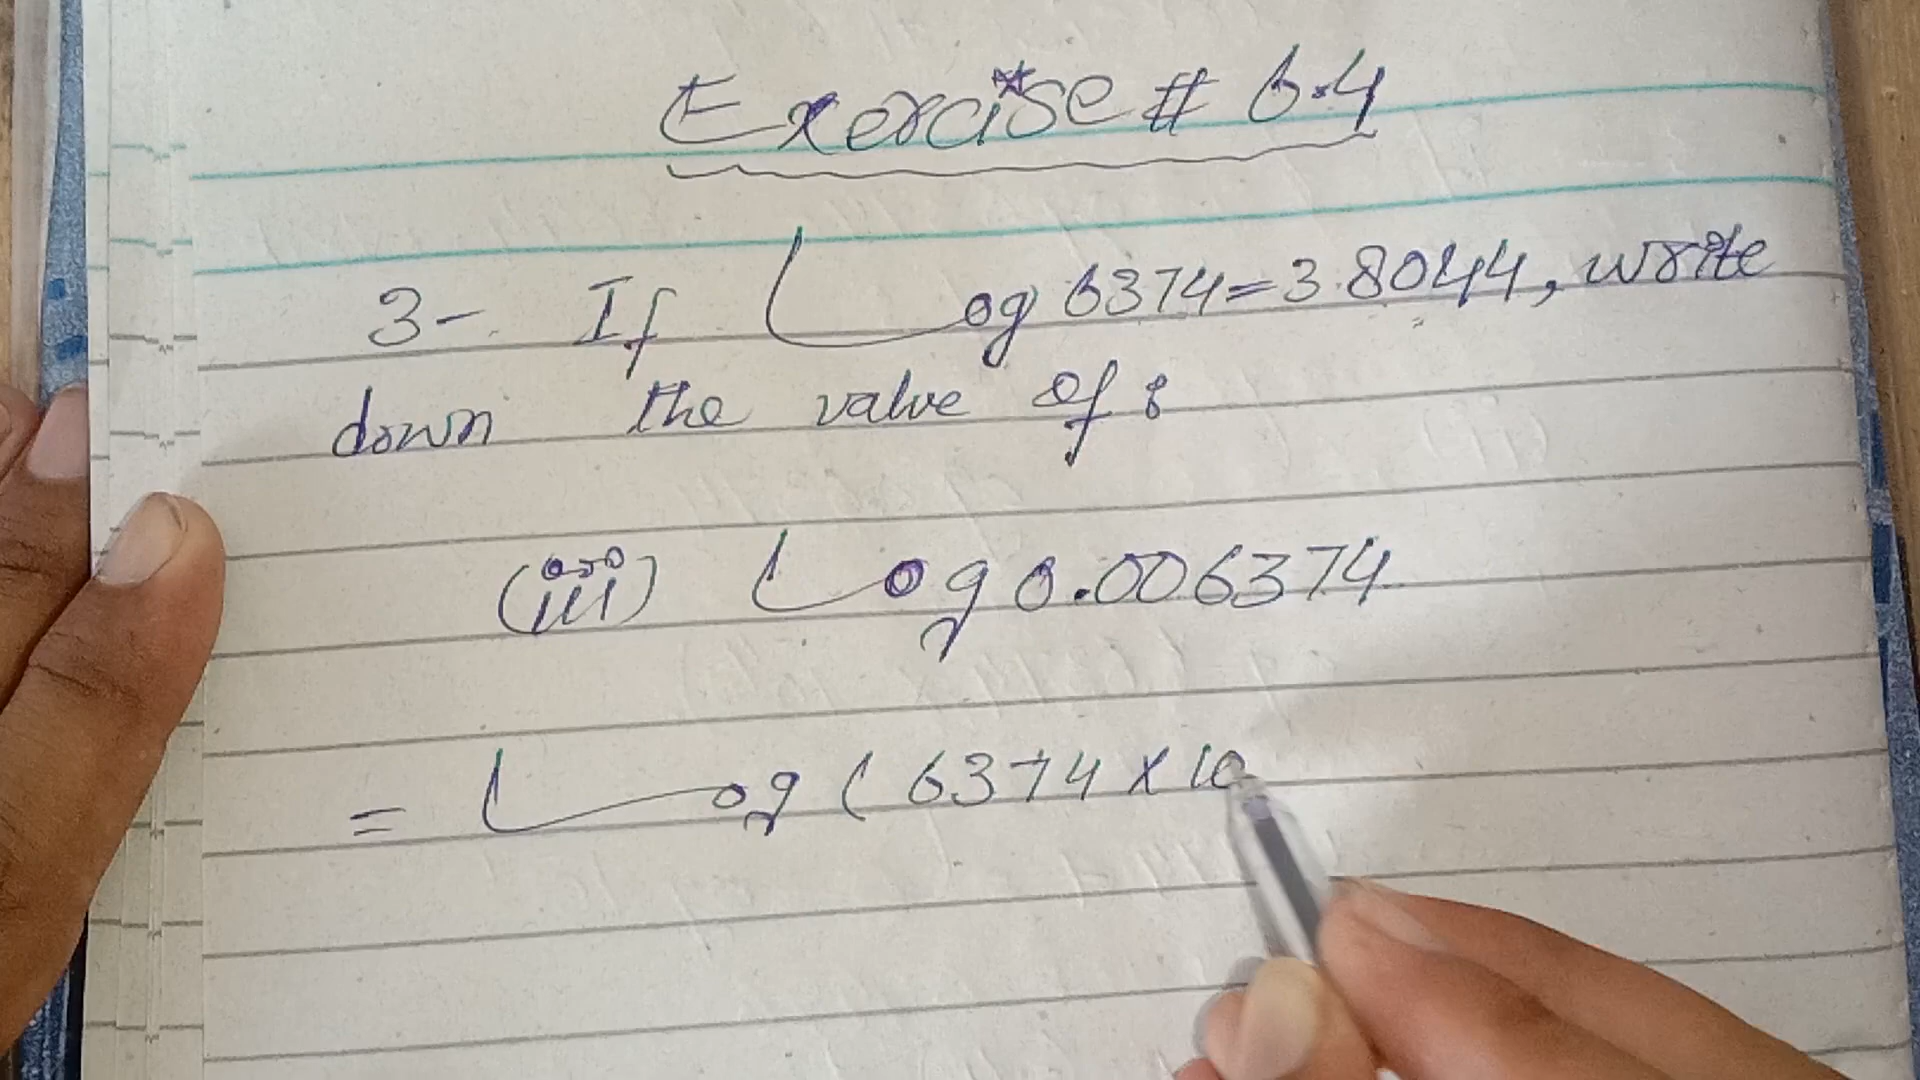 Exercise # 6.4
3- If Log 6374=3.8044, write
down the value of :
(iii) Log 0.006374
= Log ( 6374 x 10